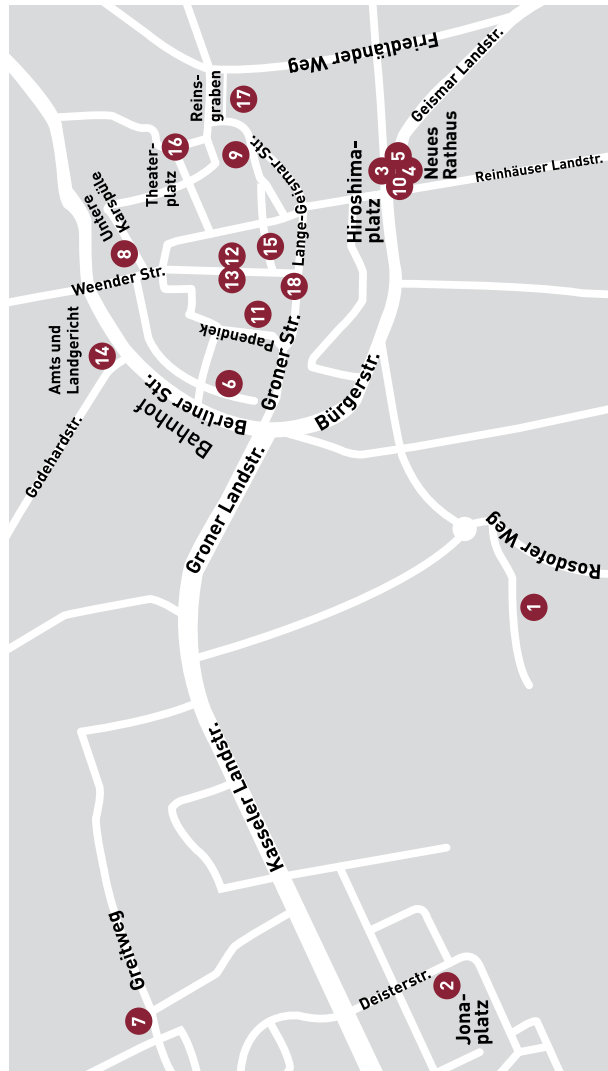 Friedländer Weg
Geismar Landstr.
Reins-
graben
17
Theater-
platz
16
9
Lange-Geismar-Str.
Hiroshima-
platz
3
5
10
4
Neues
Rathaus
Reinhäuser Landstr.
Untere
Karspüle
8
Weender Str.
12
13
15
18
11
Papendiek
Groner Str.
6
Amts und
Landgericht
14
Berliner Str.
Bahnhof
Bürgerstr.
Godehardstr.
Groner Landstr.
Rosdofer Weg
1
Kasseler Landstr.
Greitweg
7
Deisterstr.
2
Jona-
platz